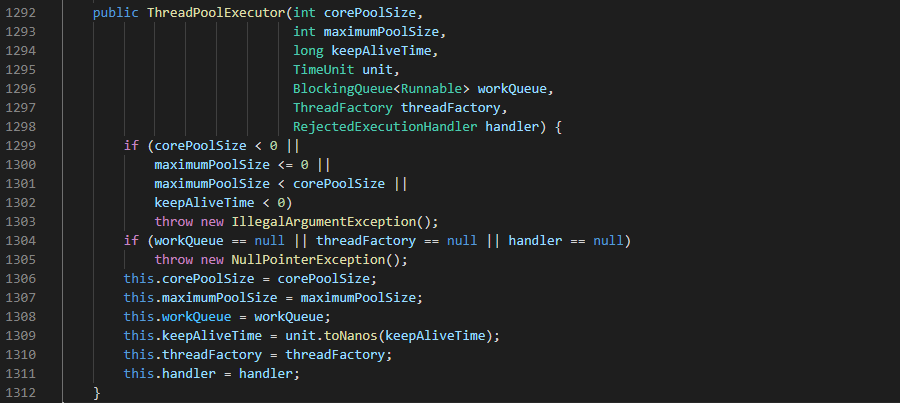 1292 public ThreadPoolExecutor(int corePoolSize,
1293 int maximumPoolSize,
1294 long keepAliveTime,
1295 TimeUnit unit,
1296 BlockingQueue<Runnable> workQueue,
1297 ThreadFactory threadFactory,
1298 RejectedExecutionHandler handler) {
1299 if (corePoolSize < 0 ||
1300 maximumPoolSize <= 0 ||
1301 maximumPoolSize < corePoolSize ||
1302 keepAliveTime < 0)
1303 throw new IllegalArgumentException();
1304 if (workQueue == null || threadFactory == null || handler == null)
1305 throw new NullPointerException();
1306 this.corePoolSize = corePoolSize;
1307 this.maximumPoolSize = maximumPoolSize;
1308 this.workQueue = workQueue;
1309 this.keepAliveTime = unit.toNanos(keepAliveTime);
1310 this.threadFactory = threadFactory;
1311 this.handler = handler;
1312 }